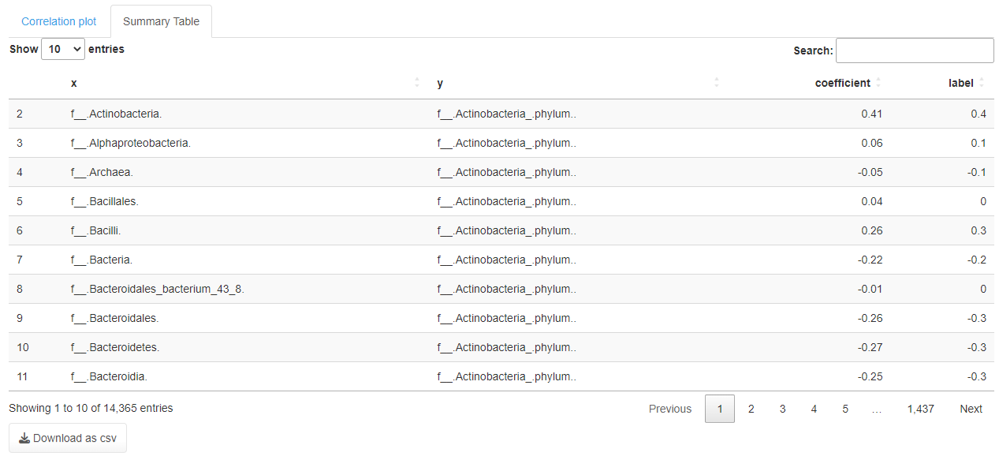 Correlation plot Summary Table
Show 10 entries Search:
x y coefficient label
2 f__.Actinobacteria. f__.Actinobacteria_.phylum.. 0.41 0.4
3 f__.Alphaproteobacteria. f__.Actinobacteria_.phylum.. 0.06 0.1
4 f__.Archaea. f__.Actinobacteria_.phylum.. -0.05 -0.1
5 f__.Bacillales. f__.Actinobacteria_.phylum.. 0.04 0
6 f__.Bacilli. f__.Actinobacteria_.phylum.. 0.26 0.3
7 f__.Bacteria. f__.Actinobacteria_.phylum.. -0.22 -0.2
8 f__.Bacteroidales_bacterium_43_8. f__.Actinobacteria_.phylum.. -0.01 0
9 f__.Bacteroidales. f__.Actinobacteria_.phylum.. -0.26 -0.3
10 f__.Bacteroidetes. f__.Actinobacteria_.phylum.. -0.27 -0.3
11 f__.Bacteroidia. f__.Actinobacteria_.phylum.. -0.25 -0.3
Showing 1 to 10 of 14,365 entries Previous 1 2 3 4 5 … 1,437 Next
Download as csv